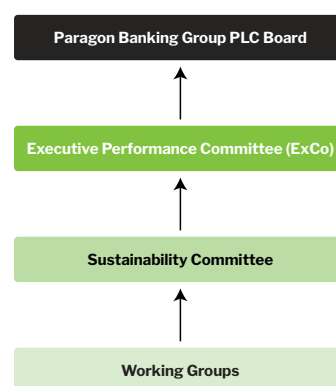 Paragon Banking Group PLC Board
Executive Performance Committee (ExCo)
Sustainability Committee
Working Groups